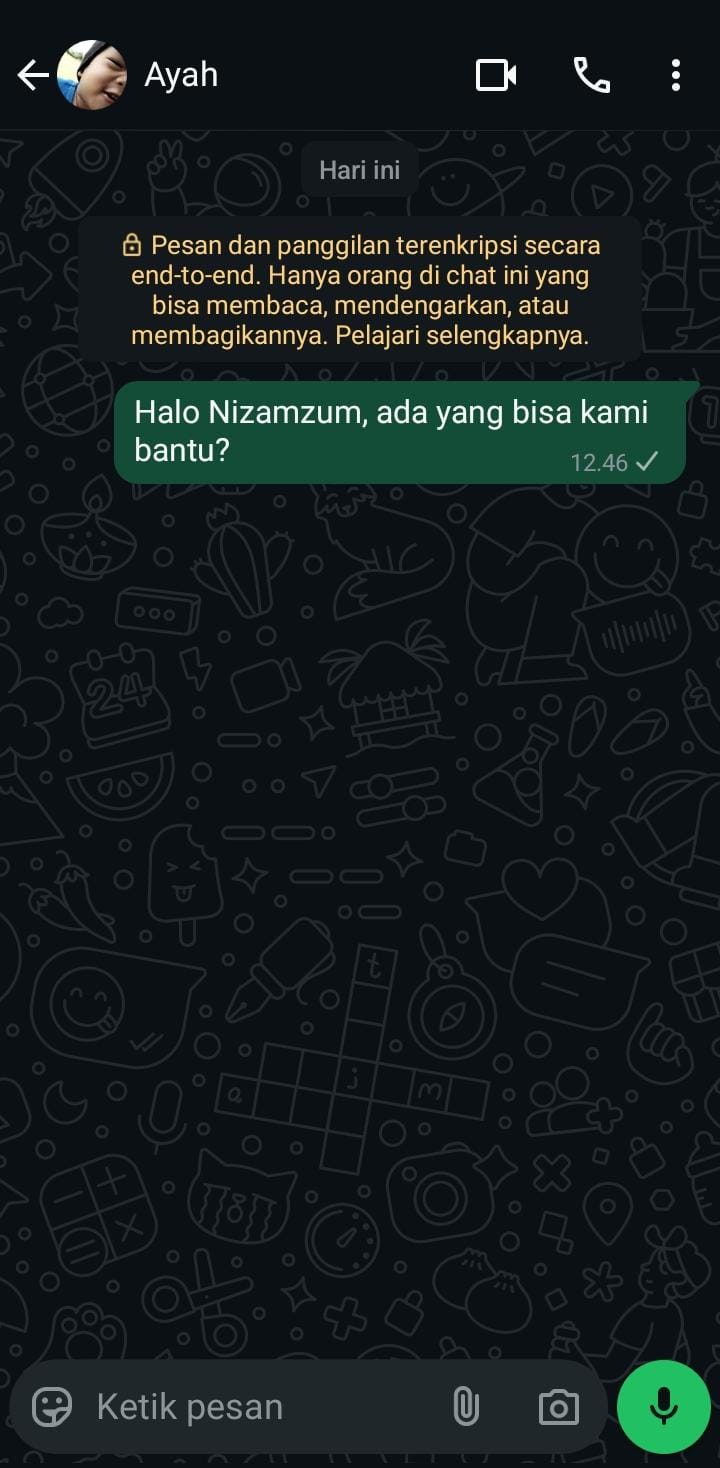 Ayah
Hari ini
Pesan dan panggilan terenkripsi secara
end-to-end. Hanya orang di chat ini yang
bisa membaca, mendengarkan, atau
membagikannya. Pelajari selengkapnya.
Halo Nizamzum, ada yang bisa kami
bantu?
12.46
24
t
a j m
Ketik pesan